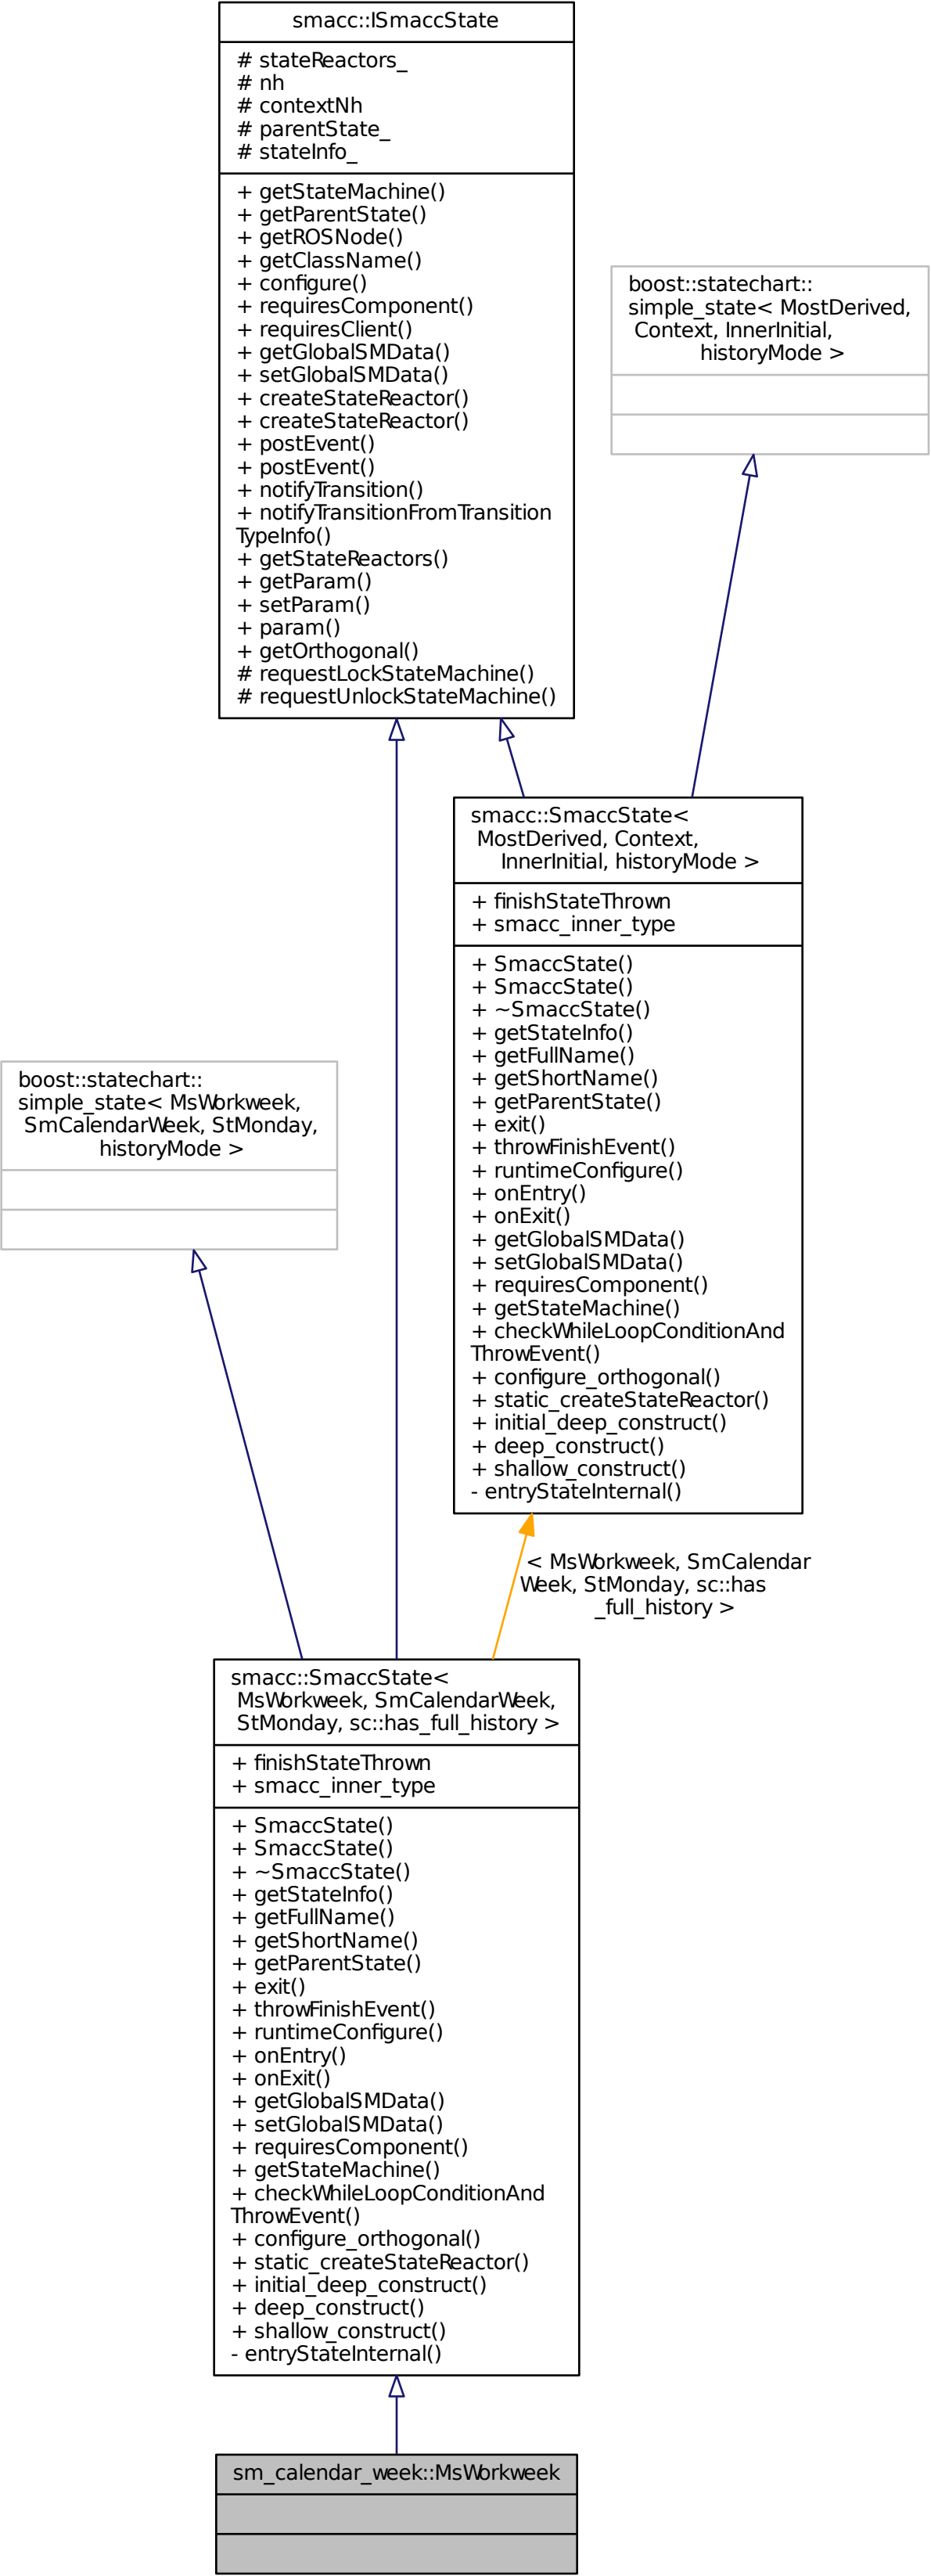 smacc::ISmaccState
# stateReactors_
# nh
# contextNh
# parentState_
# stateInfo_
+ getStateMachine()
+ getParentState()
+ getROSNode()
+ getClassName()
+ configure()
+ requiresComponent()
+ requiresClient()
+ getGlobalSMData()
+ setGlobalSMData()
+ createStateReactor()
+ createStateReactor()
+ postEvent()
+ postEvent()
+ notifyTransition()
+ notifyTransitionFromTransition
TypeInfo()
+ getStateReactors()
+ getParam()
+ setParam()
+ param()
+ getOrthogonal()
# requestLockStateMachine()
# requestUnlockStateMachine()
boost::statechart::
simple_state< MostDerived,
Context, InnerInitial,
historyMode >
smacc::SmaccState<
MostDerived, Context,
InnerInitial, historyMode >
+ finishStateThrown
+ smacc_inner_type
+ SmaccState()
+ SmaccState()
+ ~SmaccState()
+ getStateInfo()
+ getFullName()
+ getShortName()
+ getParentState()
+ exit()
+ throwFinishEvent()
+ runtimeConfigure()
+ onEntry()
+ onExit()
+ getGlobalSMData()
+ setGlobalSMData()
+ requiresComponent()
+ getStateMachine()
+ checkWhileLoopConditionAnd
ThrowEvent()
+ configure_orthogonal()
+ static_createStateReactor()
+ initial_deep_construct()
+ deep_construct()
+ shallow_construct()
- entryStateInternal()
boost::statechart::
simple_state< MsWorkweek,
SmCalendarWeek, StMonday,
historyMode >
< MsWorkweek, SmCalendar
Week, StMonday, sc::has
_full_history >
smacc::SmaccState<
MsWorkweek, SmCalendarWeek,
StMonday, sc::has_full_history >
+ finishStateThrown
+ smacc_inner_type
+ SmaccState()
+ SmaccState()
+ ~SmaccState()
+ getStateInfo()
+ getFullName()
+ getShortName()
+ getParentState()
+ exit()
+ throwFinishEvent()
+ runtimeConfigure()
+ onEntry()
+ onExit()
+ getGlobalSMData()
+ setGlobalSMData()
+ requiresComponent()
+ getStateMachine()
+ checkWhileLoopConditionAnd
ThrowEvent()
+ configure_orthogonal()
+ static_createStateReactor()
+ initial_deep_construct()
+ deep_construct()
+ shallow_construct()
- entryStateInternal()
sm_calendar_week::MsWorkweek